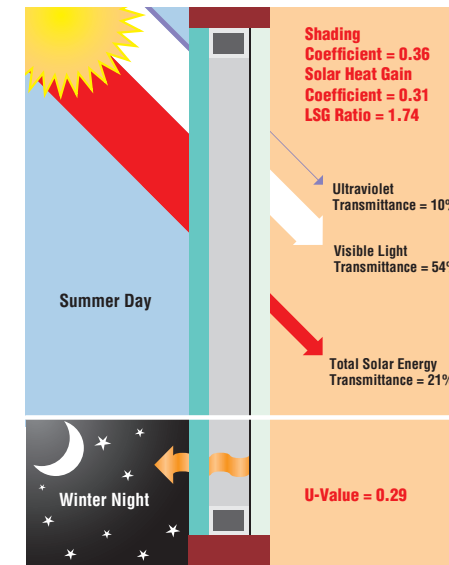 Shading
Coefficient = 0.36
Solar Heat Gain
Coefficient = 0.31
LSG Ratio = 1.74
Ultraviolet
Transmittance = 10%
Visible Light
Transmittance = 54%
Summer Day
Total Solar Energy
Transmittance = 21%
Winter Night
U-Value = 0.29